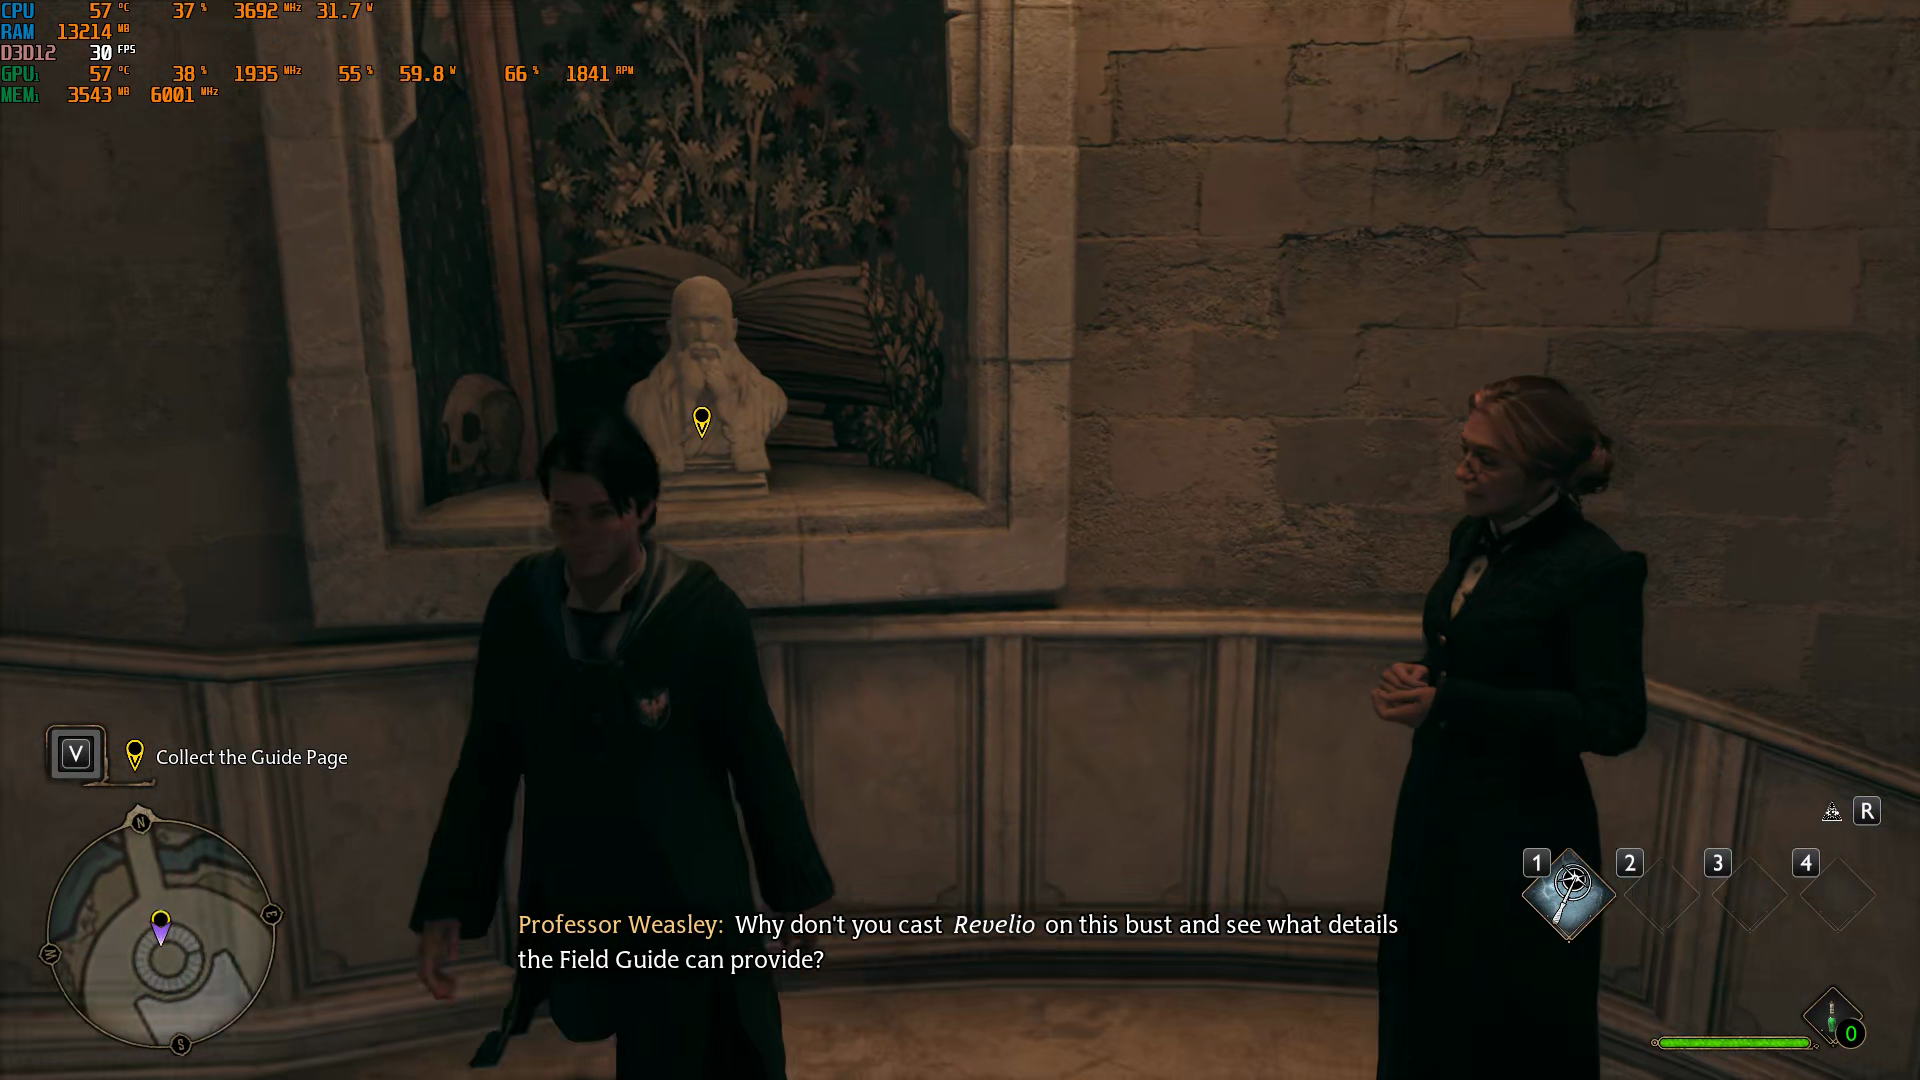 CPU 57 °C 37 % 3692 MHz 31.7 W
RAM 13214 MB
D3D12 30 FPS
GPU1 57 °C 38 % 1935 MHz 55 % 59.8 W 66 % 1841 RPM
MEM1 3543 MB 6001 MHz
V Collect the Guide Page
N
E
W
S
R
1 2 3 4
Professor Weasley: Why don't you cast Revelio on this bust and see what details
the Field Guide can provide?
0